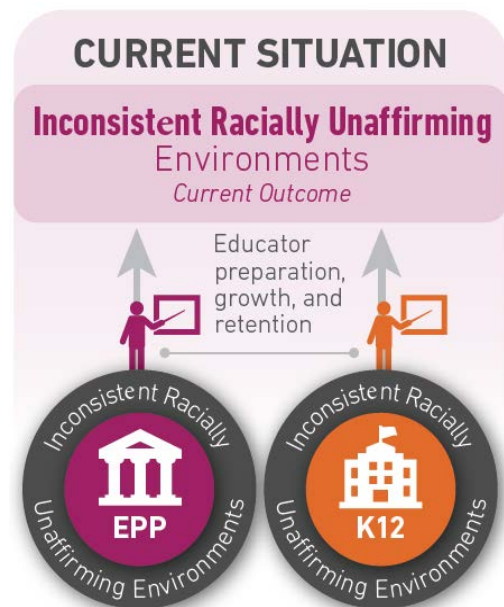 CURRENT SITUATION
Inconsistent Racially Unaffirming
Environments
Current Outcome
Educator
preparation,
growth, and
retention
Inconsistent Racially
EPP
Unaffirming Environments
Inconsistent Racially
K12
Unaffirming Environments